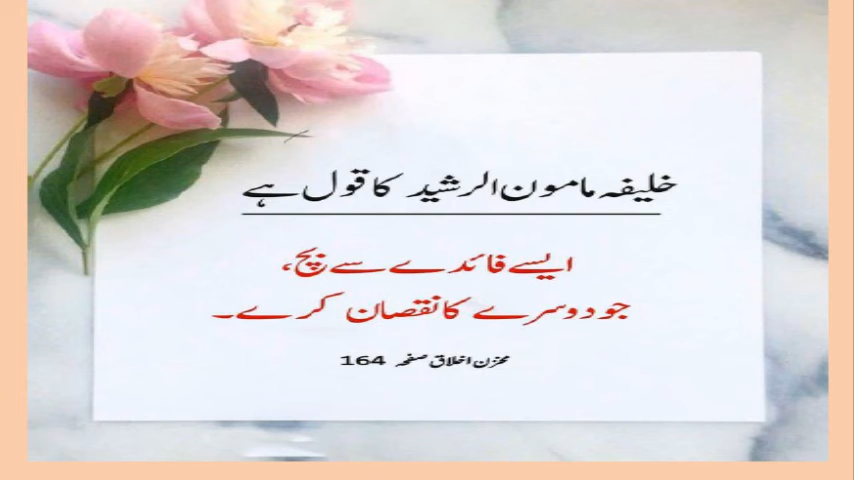 خلیفہ مامون الرشید کا قول ہے
ایسے فائدے سے بچ،
جو دوسرے کا نقصان کرے۔
مخزن اخلاق صفحہ 164